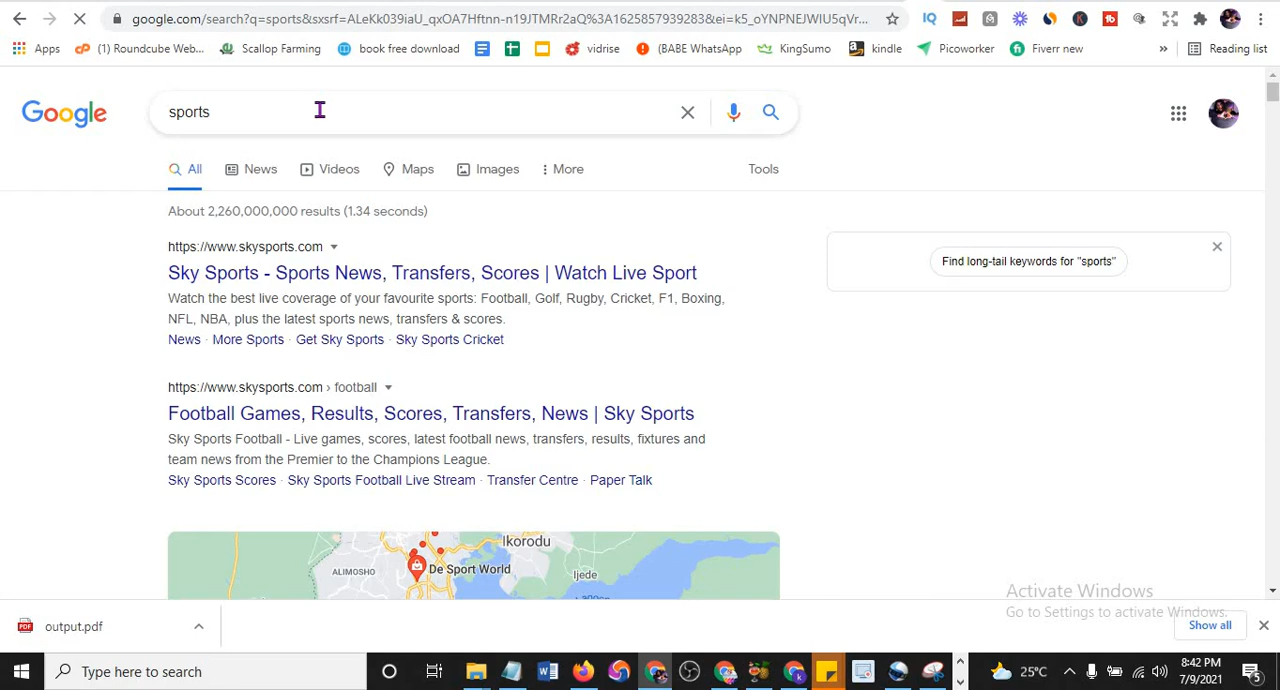 google.com/search?q=sports&sxsrf=ALeKk039iaU_qxOA7Hftnn-n19JTMRr2aQ%3A1625857939283&ei=k5_oYNPNEJWIU5qVr...
Apps (1) Roundcube Web... Scallop Farming book free download vidrise (BABE WhatsApp KingSumo kindle Picoworker Fiverr new » Reading list
Google sports
All News Videos Maps Images More Tools
About 2,260,000,000 results (1.34 seconds)
https://www.skysports.com
Sky Sports - Sports News, Transfers, Scores | Watch Live Sport
Watch the best live coverage of your favourite sports: Football, Golf, Rugby, Cricket, F1, Boxing,
NFL, NBA, plus the latest sports news, transfers & scores.
News · More Sports · Get Sky Sports · Sky Sports Cricket
Find long-tail keywords for "sports"
https://www.skysports.com › football
Football Games, Results, Scores, Transfers, News | Sky Sports
Sky Sports Football - Live games, scores, latest football news, transfers, results, fixtures and
team news from the Premier to the Champions League.
Sky Sports Scores · Sky Sports Football Live Stream · Transfer Centre · Paper Talk
Ikorodu
ALIMOSHO De Sport World Ijede
Activate Windows
Go to Settings to activate Windows.
output.pdf Show all
Type here to search 25°C 8:42 PM
7/9/2021 5